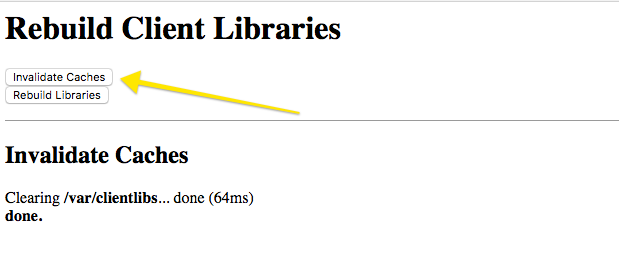 Rebuild Client Libraries
Invalidate Caches
Rebuild Libraries
Invalidate Caches
Clearing /var/clientlibs... done (64ms)
done.